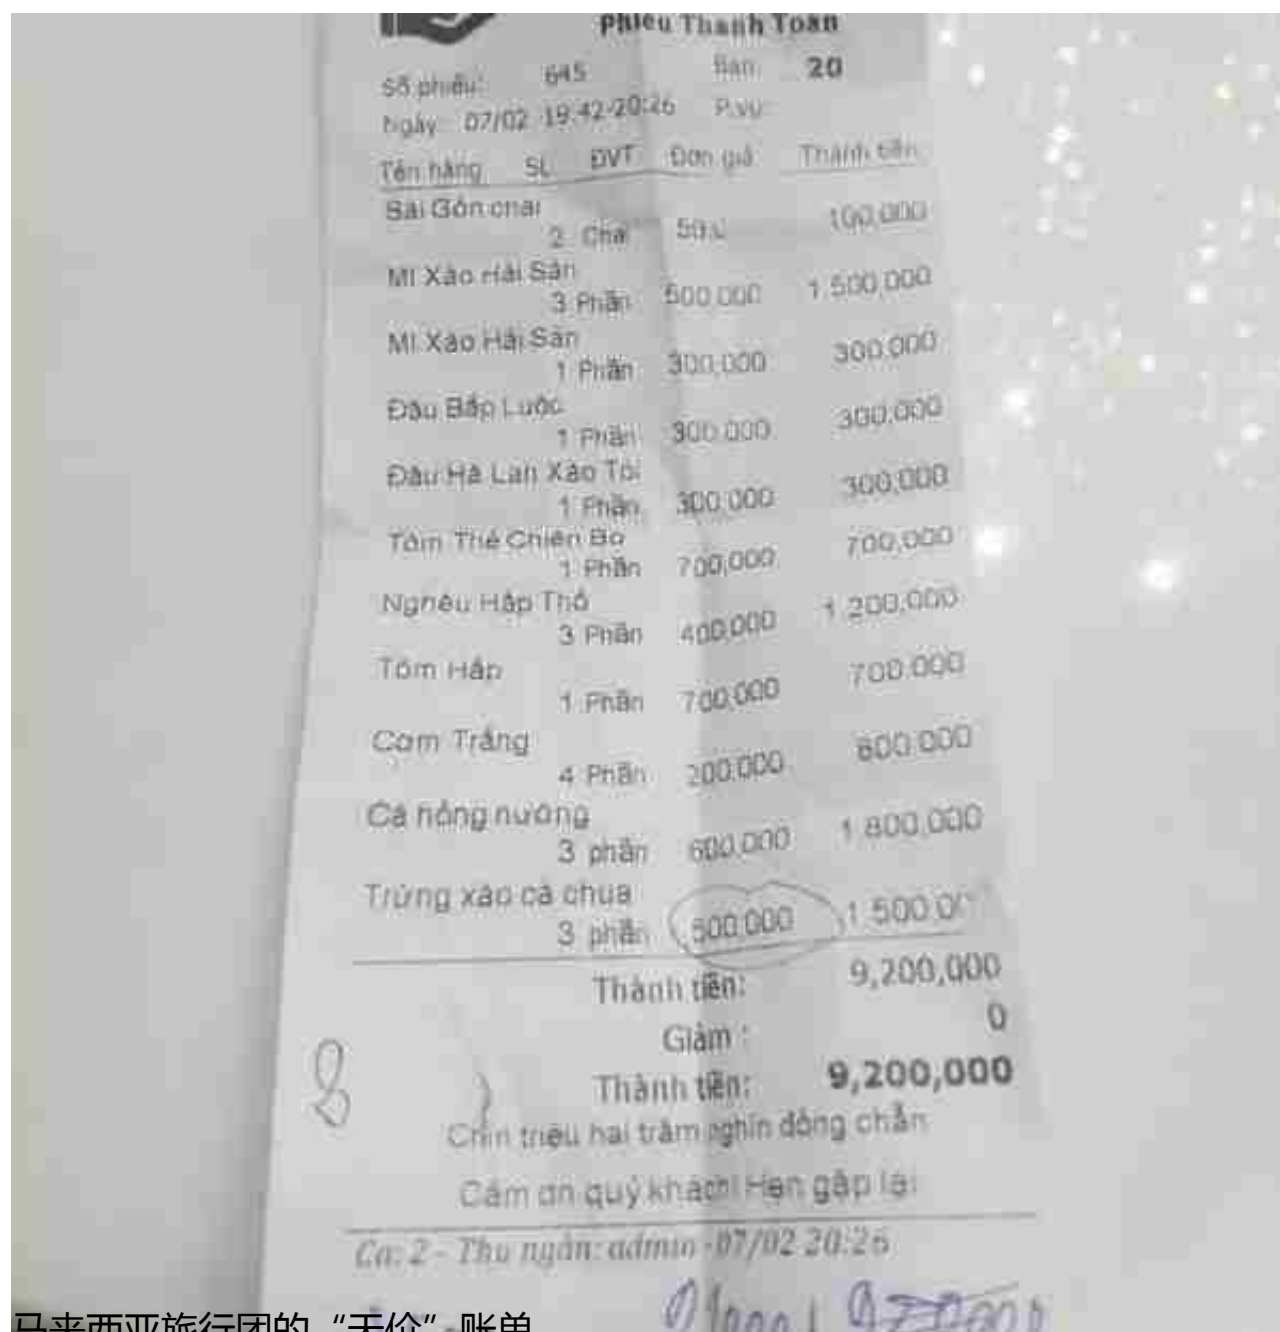 Phiếu Thanh Toán
Số phiếu: 645 Bàn: 20
Ngày: 07/02 19:42-20:26 P.vụ:
Tên hàng SL ĐVT Đơn giá Thành tiền
Sài Gòn chai
2 Chai 100,000
Mì Xào Hải Sản
3 Phần 500,000 1,500,000
Mì Xào Hải Sản
1 Phần 300,000 300,000
Đậu Bắp Luộc
1 Phần 300,000 300,000
Đậu Hà Lan Xào Tỏi
1 Phần 300,000 300,000
Tôm Thẻ Chiên Bơ
1 Phần 700,000 700,000
Nghêu Hấp Thố
3 Phần 400,000 1,200,000
Tôm Hấp
1 Phần 700,000 700,000
Cơm Trắng
4 Phần 200,000 800,000
Cá hồng nướng
3 phần 600,000 1,800,000
Trứng xào cà chua
3 phần 500,000 1,500,00
Thành tiền: 9,200,000
Giảm : 0
Thành tiền: 9,200,000
Chín triệu hai trăm nghìn đồng chẵn
Cảm ơn quý khách! Hẹn gặp lại
Ca: 2 - Thu ngân: admin - 07/02 20:26
马来西亚旅行团的“天价”账单